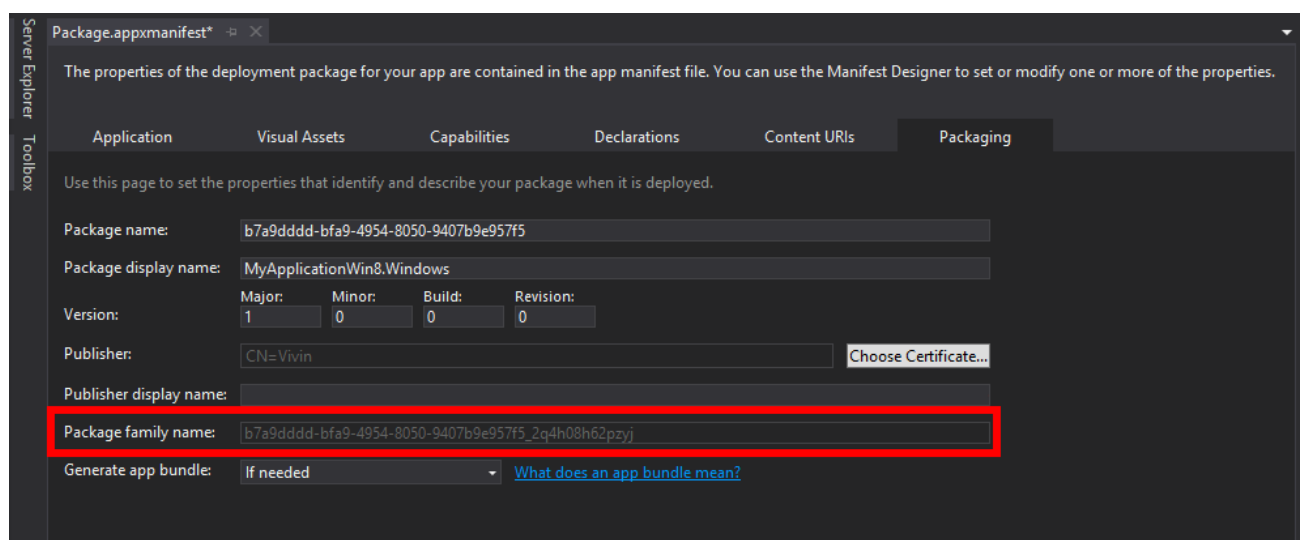 Server Explorer
Toolbox
Package.appxmanifest*
The properties of the deployment package for your app are contained in the app manifest file. You can use the Manifest Designer to set or modify one or more of the properties.
Application Visual Assets Capabilities Declarations Content URIs Packaging
Use this page to set the properties that identify and describe your package when it is deployed.
Package name: b7a9dddd-bfa9-4954-8050-9407b9e957f5
Package display name: MyApplicationWin8.Windows
Major: Minor: Build: Revision:
Version: 1 0 0 0
Publisher: CN=Vivin Choose Certificate...
Publisher display name:
Package family name: b7a9dddd-bfa9-4954-8050-9407b9e957f5_2q4h08h62pzyj
Generate app bundle: If needed What does an app bundle mean?